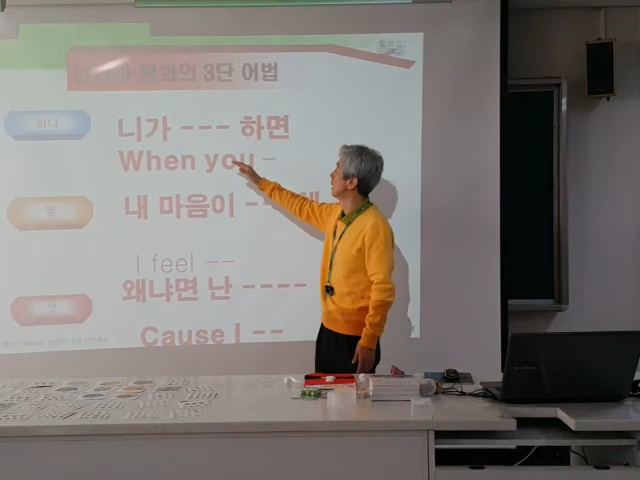 평화의 3단 어법
하나
니가 --- 하면
When you -
둘
내 마음이 --
I feel --
셋
왜냐면 난 ----
Cause I --